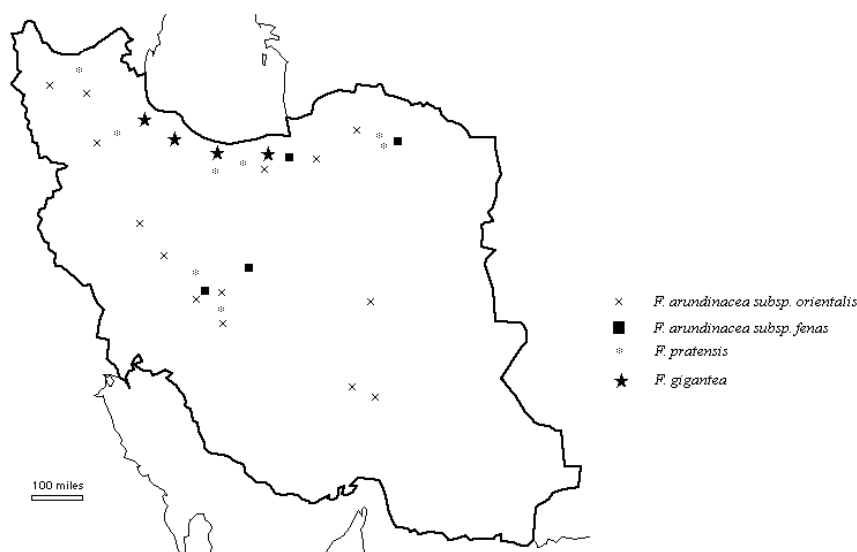 F. arundinacea subsp. orientalis
F. arundinacea subsp. fenas
F. pratensis
F. gigantea
100 miles